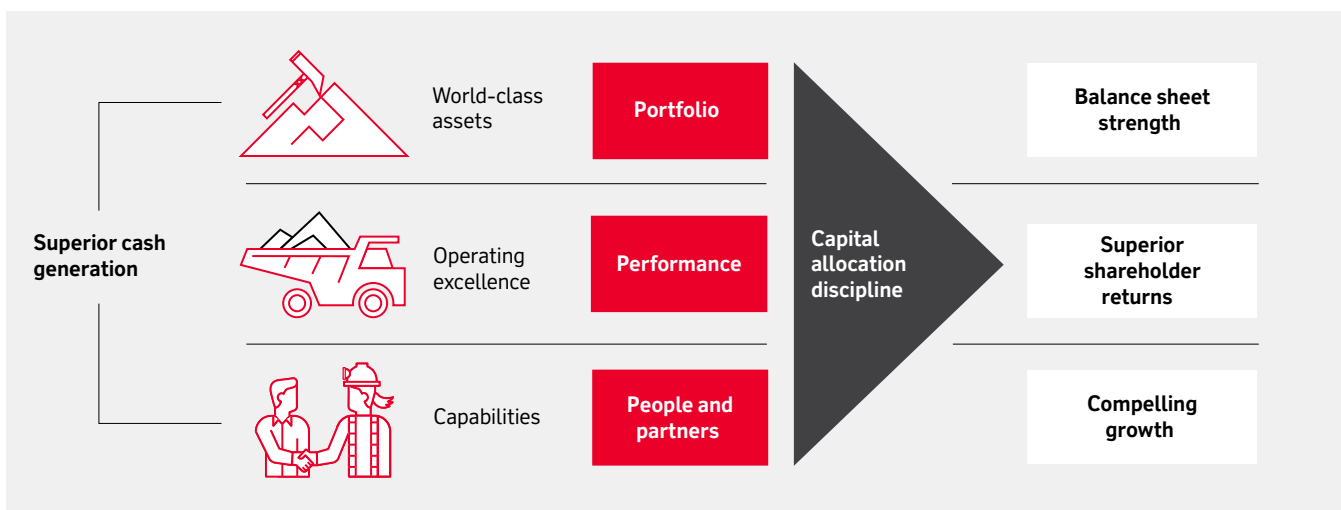 Superior cash
generation
World-class
assets
Portfolio
Operating
excellence
Performance
Capabilities
People and
partners
Capital
allocation
discipline
Balance sheet
strength
Superior
shareholder
returns
Compelling
growth